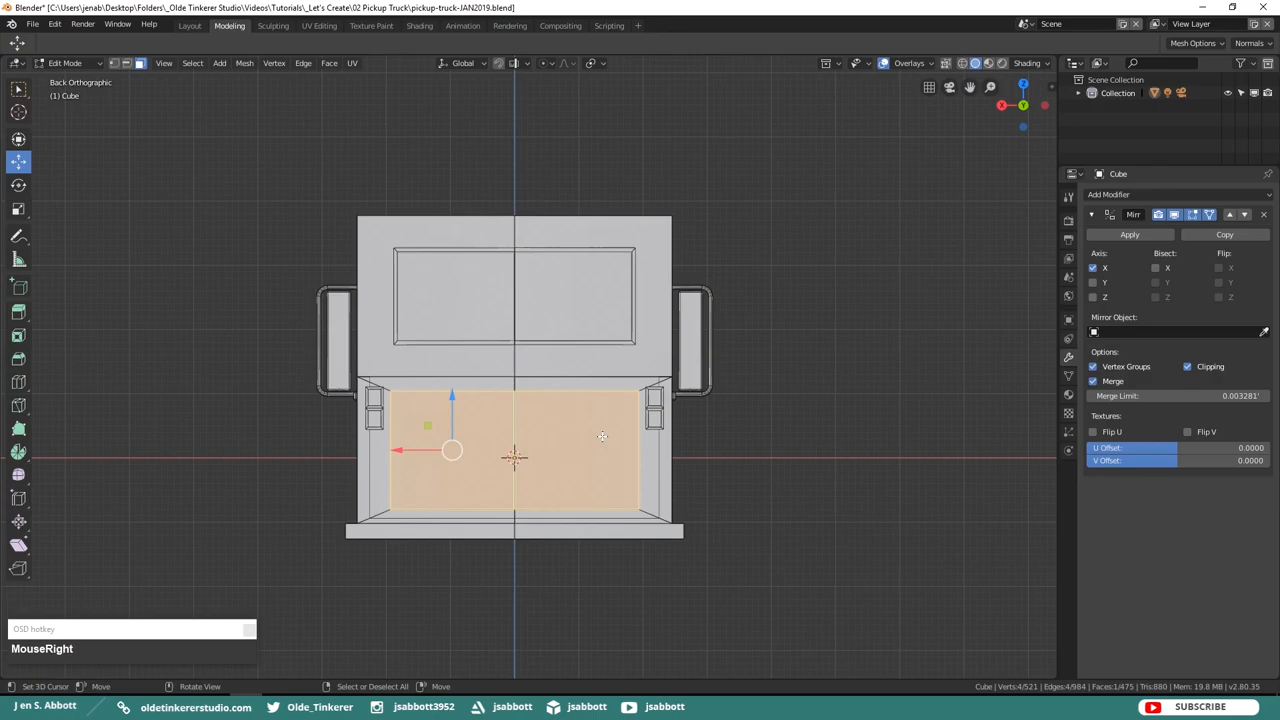 Blender* [C:\Users\jenab\Desktop\Folders\_Olde Tinkerer Studio\Videos\Tutorials\_Let's Create\02 Pickup Truck\pickup-truck-JAN2019.blend]
File Edit Render Window Help Layout Modeling Sculpting UV Editing Texture Paint Shading Animation Rendering Compositing Scripting + Scene View Layer
Mesh Options Normals
Edit Mode View Select Add Mesh Vertex Edge Face UV Global Overlays Shading
Back Orthographic
(1) Cube
Scene Collection
Collection
Z
X Y
Cube
Add Modifier
Mirr
Apply Copy
Axis: Bisect: Flip:
X X X
Y Y Y
Z Z Z
Mirror Object:
Options:
Vertex Groups Clipping
Merge
Merge Limit: 0.003281'
Textures:
Flip U Flip V
U Offset: 0.0000
V Offset: 0.0000
OSD hotkey
MouseRight
Set 3D Cursor Move Rotate View Select or Deselect All Move Cube | Verts:4/521 | Edges:4/984 | Faces:1/475 | Tris:880 | Mem: 19.8 MB | v2.80.35
J en S. Abbott oldetinkererstudio.com Olde_Tinkerer jsabbott3952 jsabbott jsabbott jsabbott SUBSCRIBE